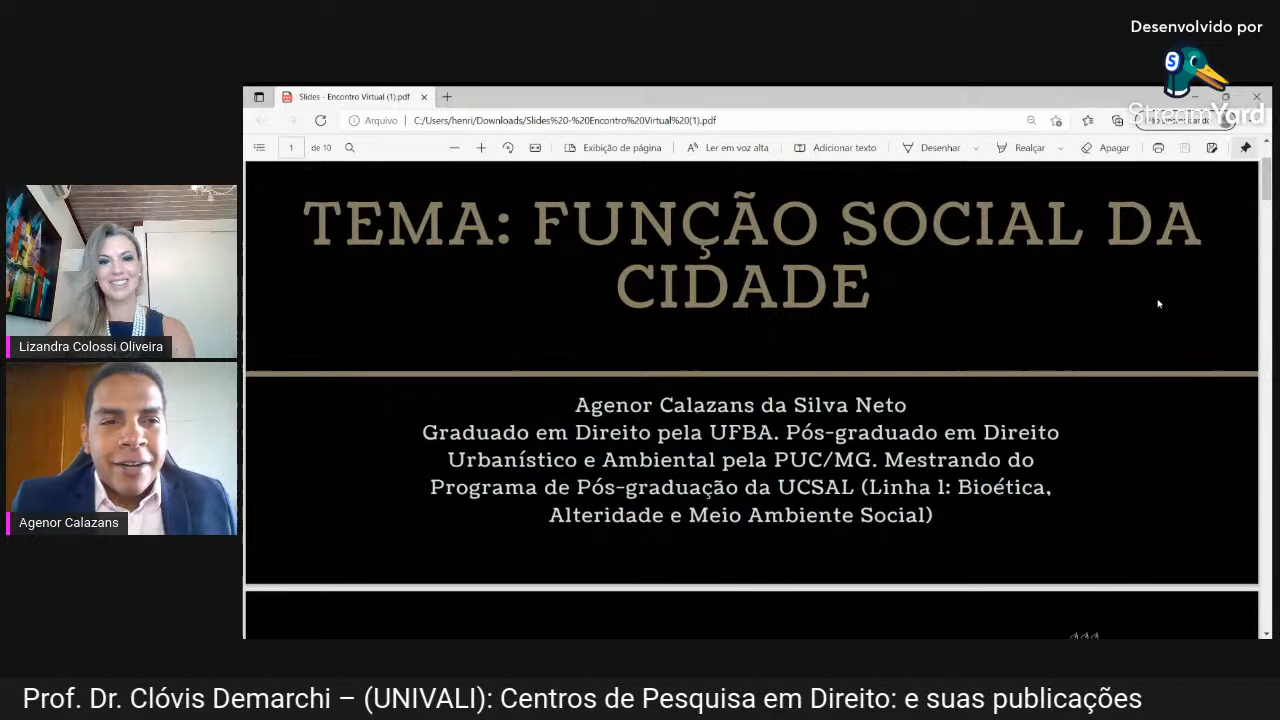 Desenvolvido por
S
StreamYard
Slides - Encontro Virtual (1).pdf
Arquivo
C:/Users/henri/Downloads/Slides%20-%20Encontro%20Virtual%20(1).pdf
1 de 10
Exibição de página
Ler em voz alta
Adicionar texto
Desenhar
Realçar
Apagar
TEMA: FUNÇÃO SOCIAL DA
CIDADE
Agenor Calazans da Silva Neto
Graduado em Direito pela UFBA. Pós-graduado em Direito
Urbanístico e Ambiental pela PUC/MG. Mestrando do
Programa de Pós-graduação da UCSAL (Linha 1: Bioética,
Alteridade e Meio Ambiente Social)
Lizandra Colossi Oliveira
Agenor Calazans
Prof. Dr. Clóvis Demarchi – (UNIVALI): Centros de Pesquisa em Direito: e suas publicações